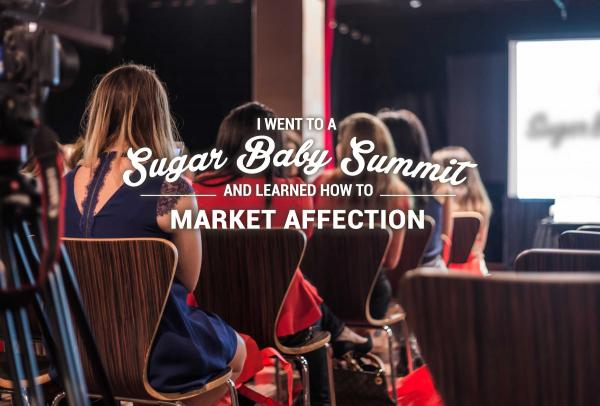 I WENT TO A
Sugar Baby Summit
AND LEARNED HOW TO
MARKET AFFECTION